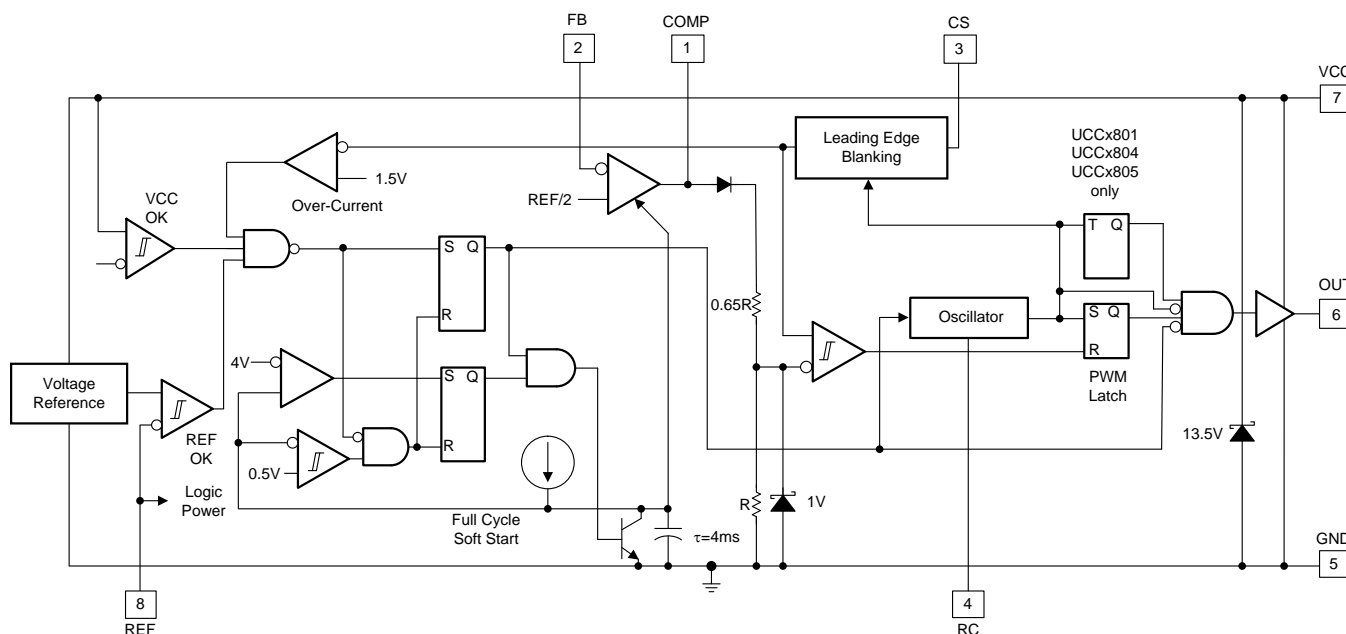 FB
COMP
CS
2
1
3
VCC
7
Leading Edge
Blanking
UCCx801
UCCx804
UCCx805
only
1.5V
Over-Current
REF/2
VCC
OK
S Q
R
T Q
0.65R
Oscillator
S Q
R
PWM
Latch
OUT
6
4V
Voltage
Reference
S Q
R
REF
OK
0.5V
13.5V
Logic
Power
Full Cycle
Soft Start
τ=4ms
R
1V
GND
5
8
REF
4
RC